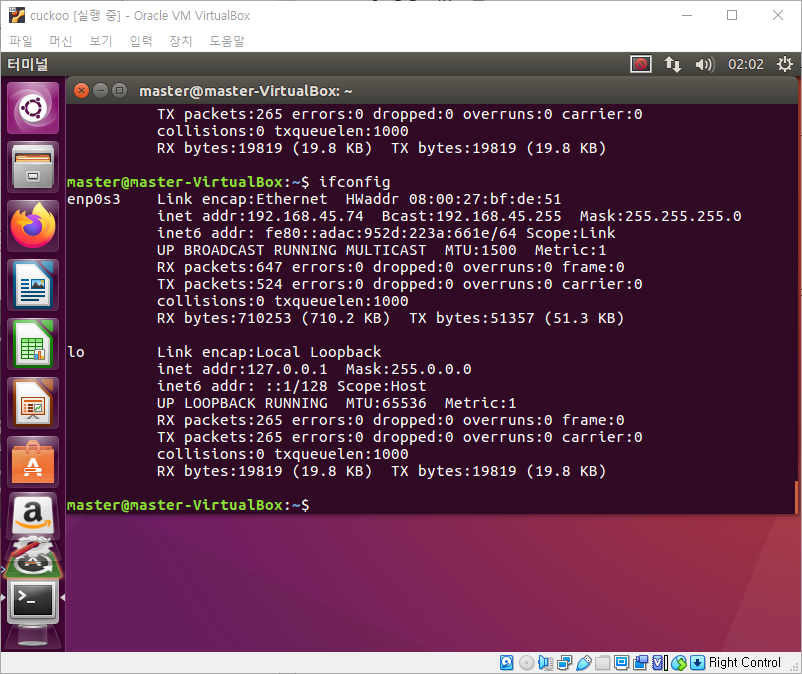 cuckoo [실행 중] - Oracle VM VirtualBox
파일 머신 보기 입력 장치 도움말
터미널 02:02
master@master-VirtualBox: ~
TX packets:265 errors:0 dropped:0 overruns:0 carrier:0
collisions:0 txqueuelen:1000
RX bytes:19819 (19.8 KB)  TX bytes:19819 (19.8 KB)
master@master-VirtualBox:~$ ifconfig
enp0s3    Link encap:Ethernet  HWaddr 08:00:27:bf:de:51
inet addr:192.168.45.74  Bcast:192.168.45.255  Mask:255.255.255.0
inet6 addr: fe80::adac:952d:223a:661e/64 Scope:Link
UP BROADCAST RUNNING MULTICAST  MTU:1500  Metric:1
RX packets:647 errors:0 dropped:0 overruns:0 frame:0
TX packets:524 errors:0 dropped:0 overruns:0 carrier:0
collisions:0 txqueuelen:1000
RX bytes:710253 (710.2 KB)  TX bytes:51357 (51.3 KB)
lo        Link encap:Local Loopback
inet addr:127.0.0.1  Mask:255.0.0.0
inet6 addr: ::1/128 Scope:Host
UP LOOPBACK RUNNING  MTU:65536  Metric:1
RX packets:265 errors:0 dropped:0 overruns:0 frame:0
TX packets:265 errors:0 dropped:0 overruns:0 carrier:0
collisions:0 txqueuelen:1000
RX bytes:19819 (19.8 KB)  TX bytes:19819 (19.8 KB)
master@master-VirtualBox:~$
Right Control